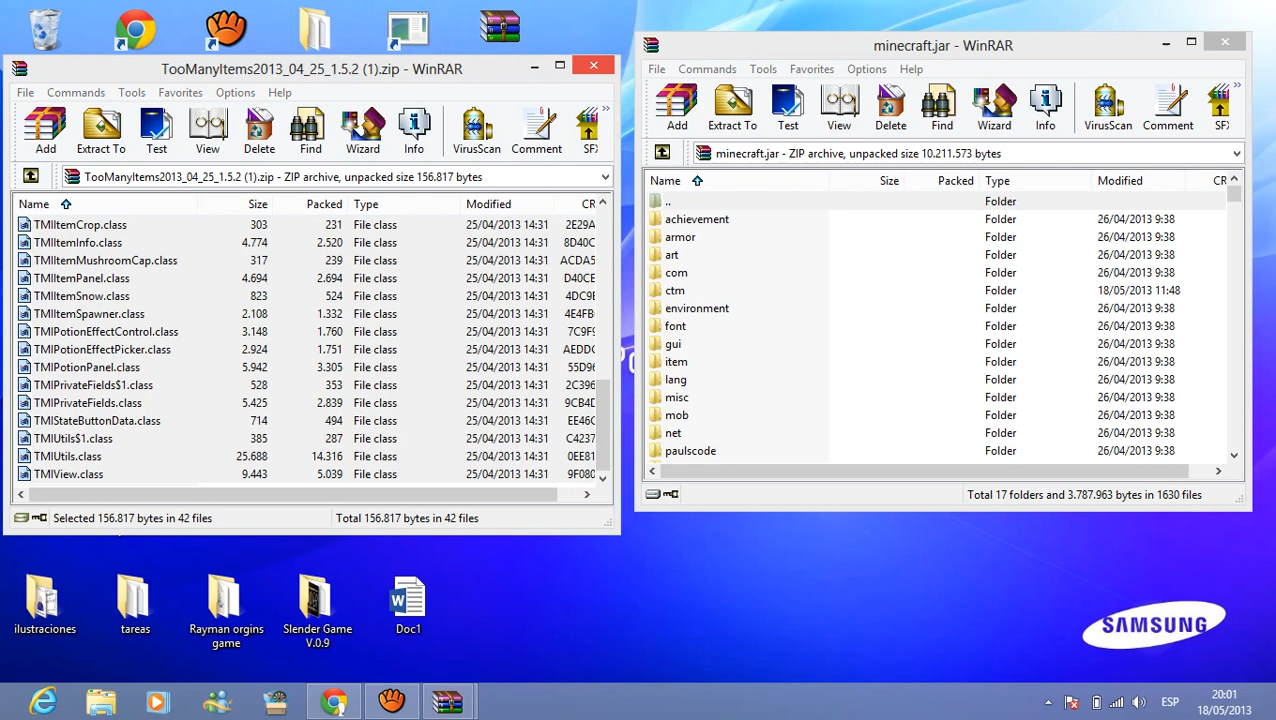 TooManyItems2013_04_25_1.5.2 (1).zip - WinRAR
File Commands Tools Favorites Options Help
Add Extract To Test View Delete Find Wizard Info VirusScan Comment SFX
TooManyItems2013_04_25_1.5.2 (1).zip - ZIP archive, unpacked size 156.817 bytes
Name Size Packed Type Modified CR
TMIItemCrop.class 303 231 File class 25/04/2013 14:31 2E29A
TMIItemInfo.class 4.774 2.520 File class 25/04/2013 14:31 8D40C
TMIItemMushroomCap.class 317 239 File class 25/04/2013 14:31 ACDA5
TMIItemPanel.class 4.694 2.694 File class 25/04/2013 14:31 D40C8
TMIItemSnow.class 823 524 File class 25/04/2013 14:31 4DC9E
TMIItemSpawner.class 2.108 1.332 File class 25/04/2013 14:31 4E4FB
TMIPotionEffectControl.class 3.148 1.760 File class 25/04/2013 14:31 7C9F9
TMIPotionEffectPicker.class 2.924 1.751 File class 25/04/2013 14:31 AEDDC
TMIPotionPanel.class 5.942 3.305 File class 25/04/2013 14:31 55D96
TMIPrivateFields$1.class 528 353 File class 25/04/2013 14:31 2C396
TMIPrivateFields.class 5.425 2.839 File class 25/04/2013 14:31 9CB4D
TMIStateButtonData.class 714 494 File class 25/04/2013 14:31 EE46C
TMIUtils$1.class 385 287 File class 25/04/2013 14:31 C4237
TMIUtils.class 25.688 14.316 File class 25/04/2013 14:31 0EE81
TMIView.class 9.443 5.039 File class 25/04/2013 14:31 9F080
Selected 156.817 bytes in 42 files Total 156.817 bytes in 42 files
minecraft.jar - WinRAR
File Commands Tools Favorites Options Help
Add Extract To Test View Delete Find Wizard Info VirusScan Comment SFX
minecraft.jar - ZIP archive, unpacked size 10.211.573 bytes
Name Size Packed Type Modified CR
.. Folder
achievement Folder 26/04/2013 9:38
armor Folder 26/04/2013 9:38
art Folder 26/04/2013 9:38
com Folder 26/04/2013 9:38
ctm Folder 18/05/2013 11:48
environment Folder 26/04/2013 9:38
font Folder 26/04/2013 9:38
gui Folder 26/04/2013 9:38
item Folder 26/04/2013 9:38
lang Folder 26/04/2013 9:38
misc Folder 26/04/2013 9:38
mob Folder 26/04/2013 9:38
net Folder 26/04/2013 9:38
paulscode Folder 26/04/2013 9:38
Total 17 folders and 3.787.963 bytes in 1630 files
ilustraciones
tareas
Rayman orgins
game
Slender Game
V.0.9
Doc1
SAMSUNG
ESP
20:01
18/05/2013